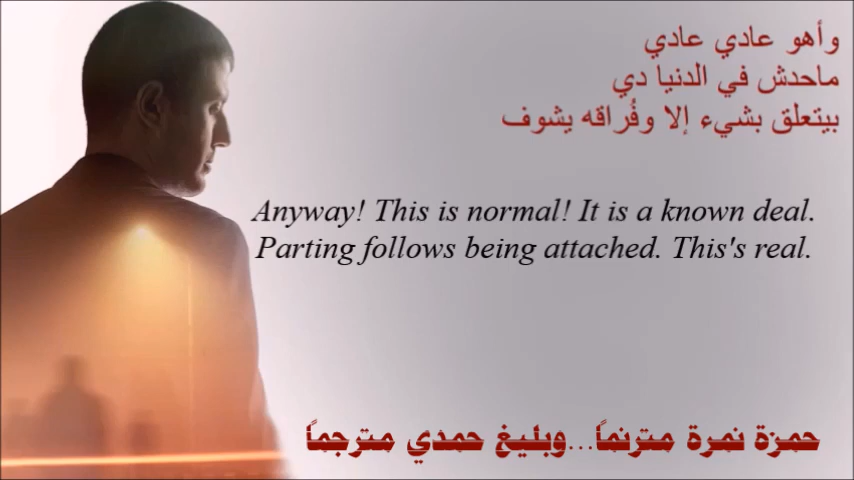 وأهو عادي عادي
ماحدش في الدنيا دي
بيتعلق بشيء إلا وفُراقه يشوف
Anyway! This is normal! It is a known deal.
Parting follows being attached. This's real.
حمزة نمرة مترنماً...وبليغ حمدي مترجماً